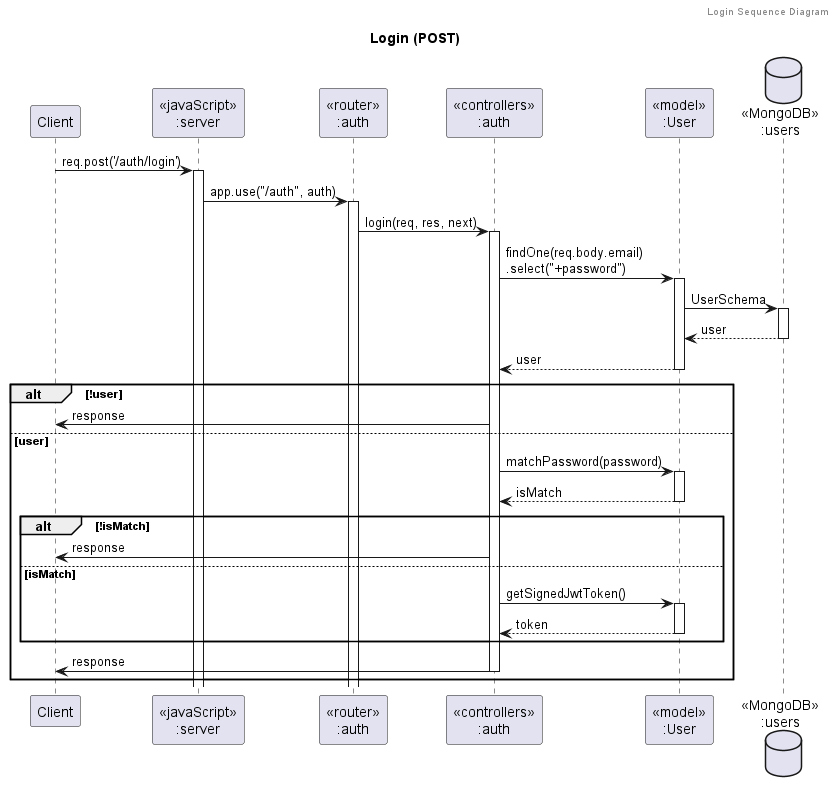 Login Sequence Diagram
Login (POST)
Client
«javaScript»
:server
«router»
:auth
«controllers»
:auth
«model»
:User
«MongoDB»
:users
req.post('/auth/login')
app.use("/auth", auth)
login(req, res, next)
findOne(req.body.email)
.select("+password")
UserSchema
user
user
alt [!user]
response
[user]
matchPassword(password)
isMatch
alt [!isMatch]
response
[isMatch]
getSignedJwtToken()
token
response
Client
«javaScript»
:server
«router»
:auth
«controllers»
:auth
«model»
:User
«MongoDB»
:users